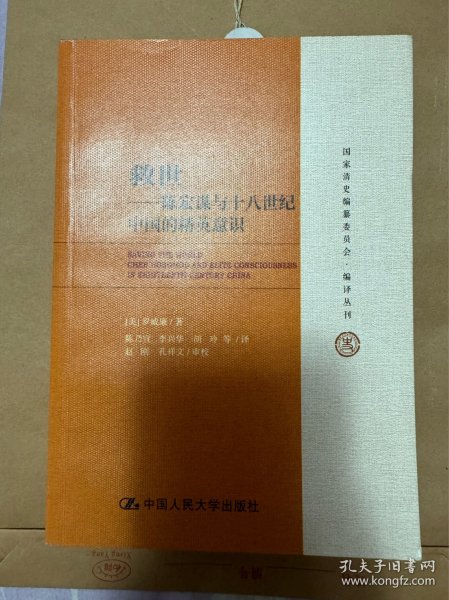 救世
——陈宏谋与十八世纪
中国的精英意识
SAVING THE WORLD
CHEN HONGMOU AND ELITE CONSCIOUSNESS
IN EIGHTEENTH-CENTURY CHINA
[美] 罗威廉 / 著
陈乃宣 李兴华 胡玲 等 / 译
赵刚 孔祥文 / 审校
中国人民大学出版社
国家清史编纂委员会·编译丛刊
孔夫子旧书网
www.kongfz.com